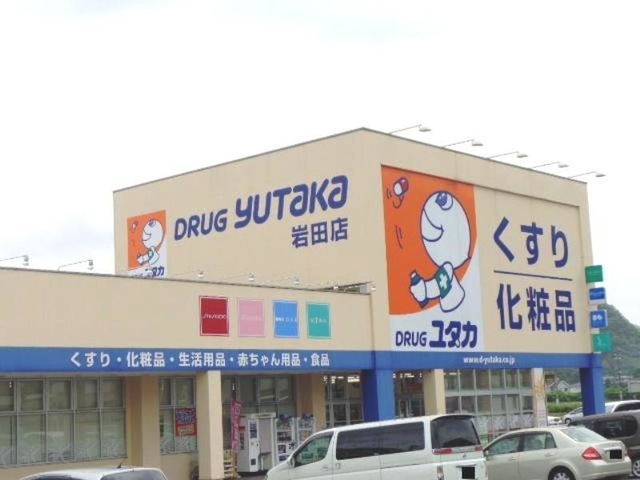 DRUG YUTAKA
岩田店
くすり
化粧品
DRUG ユタカ
www.d-yutaka.co.jp
くすり・化粧品・生活用品・赤ちゃん用品・食品
SHISEIDO